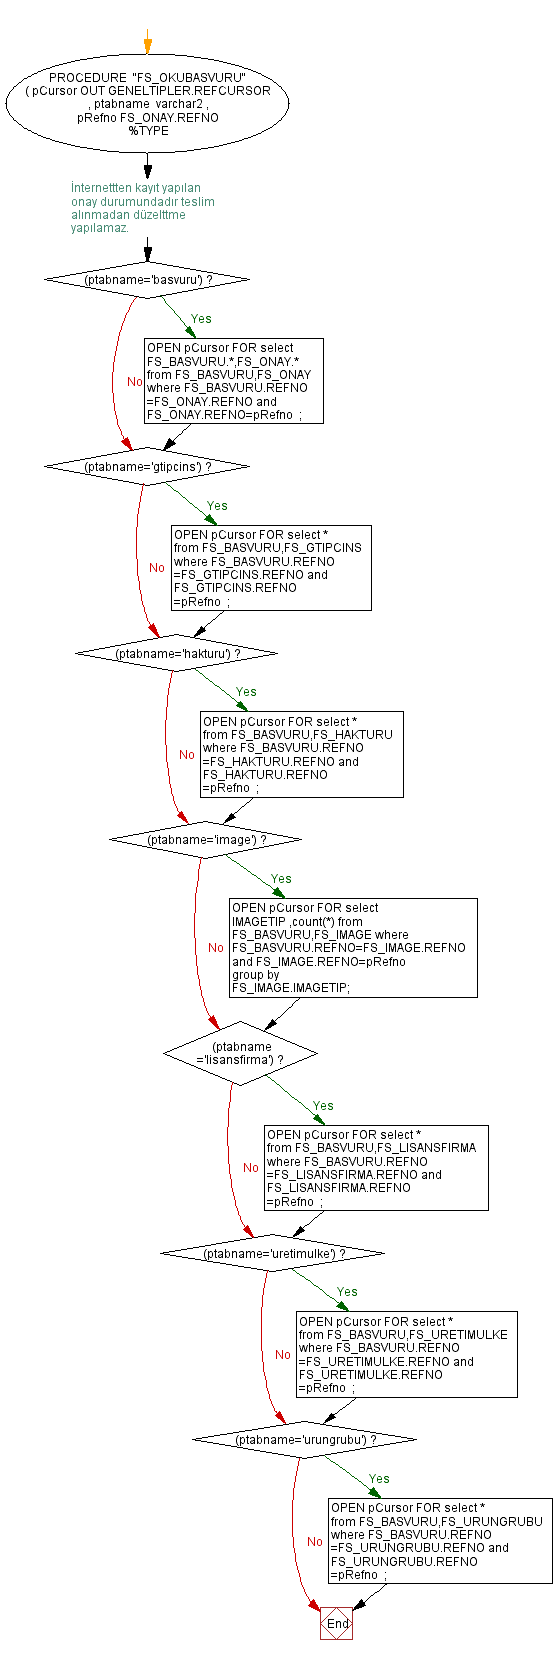 PROCEDURE "FS_OKUBASVURU"
( pCursor OUT GENELTIPLER.REFCURSOR
, ptabname varchar2 ,
pRefno FS_ONAY.REFNO
%TYPE
İnternettten kayıt yapılan
onay durumundadır teslim
alınmadan düzelttme
yapılamaz.
(ptabname='basvuru') ?
Yes
OPEN pCursor FOR select
FS_BASVURU.*,FS_ONAY.*
from FS_BASVURU,FS_ONAY
where FS_BASVURU.REFNO
=FS_ONAY.REFNO and
FS_ONAY.REFNO=pRefno ;
No
(ptabname='gtipcins') ?
Yes
OPEN pCursor FOR select *
from FS_BASVURU,FS_GTIPCINS
where FS_BASVURU.REFNO
=FS_GTIPCINS.REFNO and
FS_GTIPCINS.REFNO
=pRefno ;
No
(ptabname='hakturu') ?
Yes
OPEN pCursor FOR select *
from FS_BASVURU,FS_HAKTURU
where FS_BASVURU.REFNO
=FS_HAKTURU.REFNO and
FS_HAKTURU.REFNO
=pRefno ;
No
(ptabname='image') ?
Yes
OPEN pCursor FOR select
IMAGETIP ,count(*) from
FS_BASVURU,FS_IMAGE where
FS_BASVURU.REFNO=FS_IMAGE.REFNO
and FS_IMAGE.REFNO=pRefno
group by
FS_IMAGE.IMAGETIP;
No
(ptabname
='lisansfirma') ?
Yes
OPEN pCursor FOR select *
from FS_BASVURU,FS_LISANSFIRMA
where FS_BASVURU.REFNO
=FS_LISANSFIRMA.REFNO and
FS_LISANSFIRMA.REFNO
=pRefno ;
No
(ptabname='uretimulke') ?
Yes
OPEN pCursor FOR select *
from FS_BASVURU,FS_URETIMULKE
where FS_BASVURU.REFNO
=FS_URETIMULKE.REFNO and
FS_URETIMULKE.REFNO
=pRefno ;
No
(ptabname='urungrubu') ?
Yes
OPEN pCursor FOR select *
from FS_BASVURU,FS_URUNGRUBU
where FS_BASVURU.REFNO
=FS_URUNGRUBU.REFNO and
FS_URUNGRUBU.REFNO
=pRefno ;
No
End